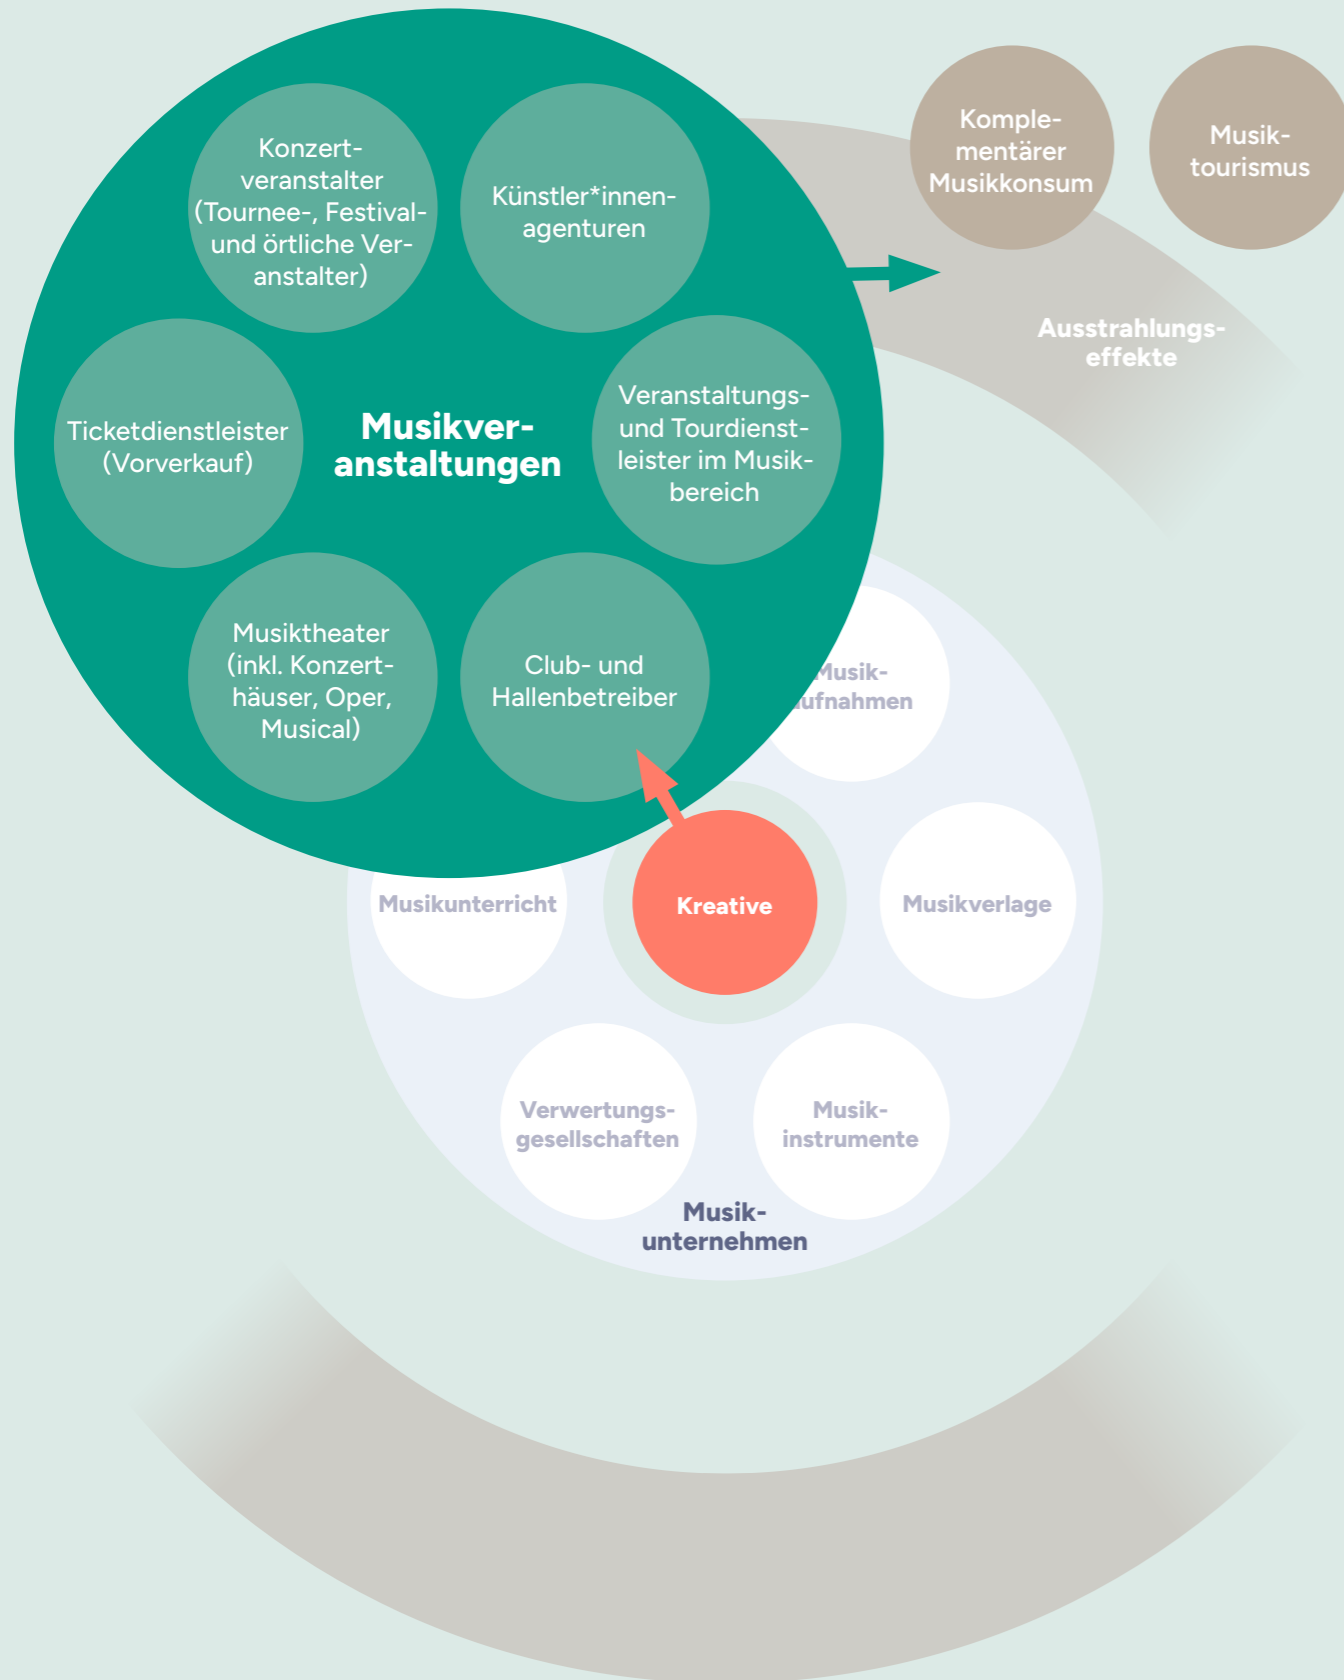 Konzert-
veranstalter
(Tournee-, Festival-
und örtliche Ver-
anstalter)
Künstler*innen-
agenturen
Komple-
mentärer
Musikkonsum
Musik-
tourismus
Ausstrahlungs-
effekte
Ticketdienstleister
(Vorverkauf)
Musikver-
anstaltungen
Veranstaltungs-
und Tourdienst-
leister im Musik-
bereich
Musiktheater
(inkl. Konzert-
häuser, Oper,
Musical)
Club- und
Hallenbetreiber
Musik-
ufnahmen
Musikunterricht
Kreative
Musikverlage
Verwertungs-
gesellschaften
Musik-
instrumente
Musik-
unternehmen